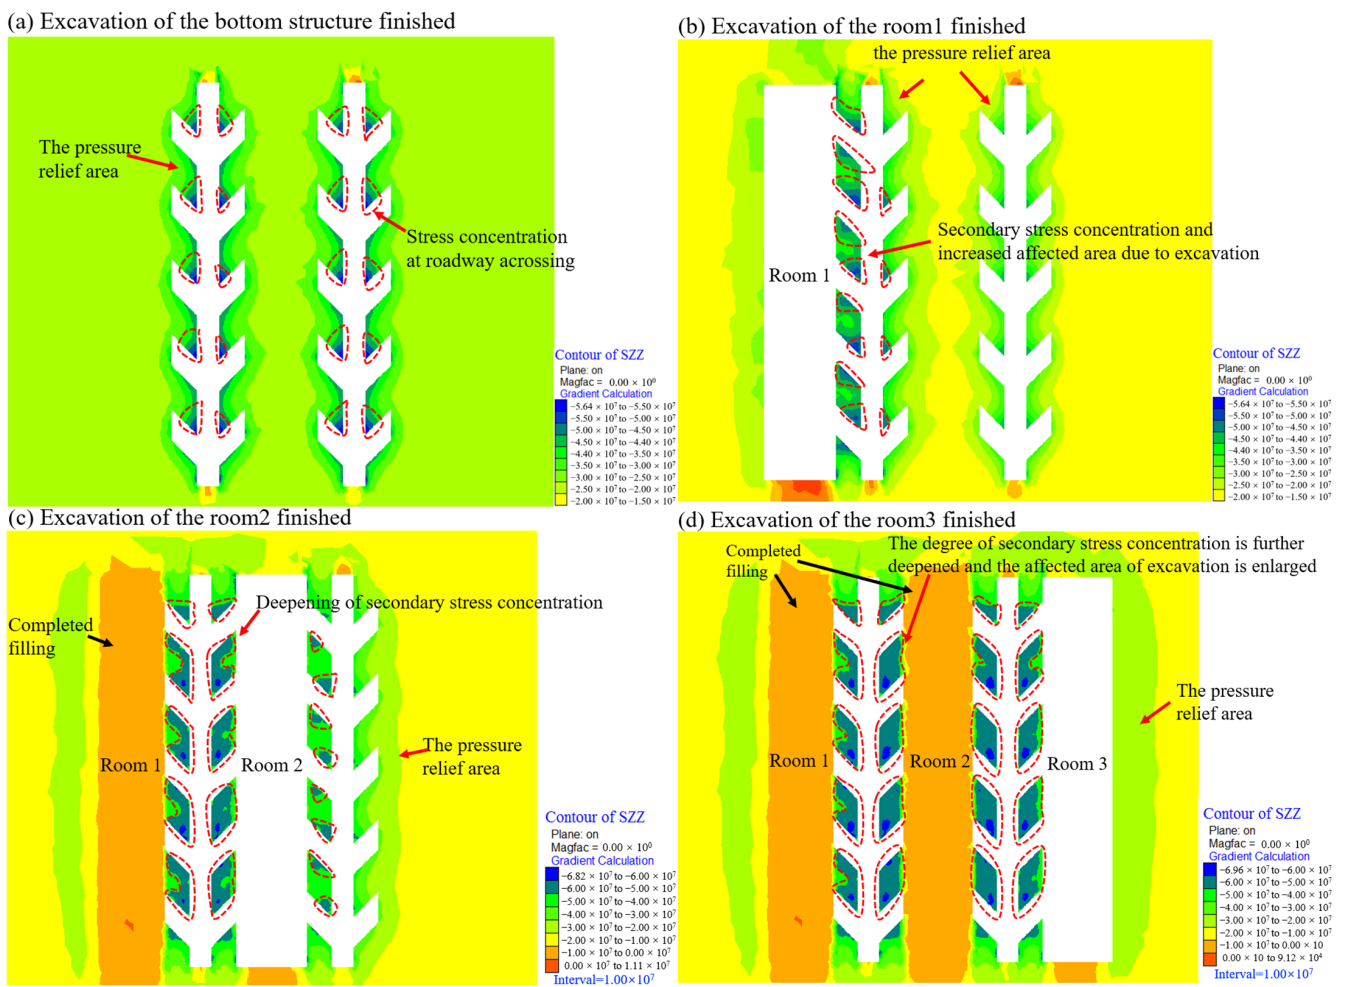 (a) Excavation of the bottom structure finished
The pressure
relief area
Stress concentration
at roadway acrossing
Contour of SZZ
Plane: on
Magfac = 0.00 × 10⁰
Gradient Calculation
−5.64 × 10⁷ to −5.50 × 10⁷
−5.50 × 10⁷ to −5.00 × 10⁷
−5.00 × 10⁷ to −4.50 × 10⁷
−4.50 × 10⁷ to −4.40 × 10⁷
−4.40 × 10⁷ to −3.50 × 10⁷
−3.50 × 10⁷ to −3.00 × 10⁷
−3.00 × 10⁷ to −2.50 × 10⁷
−2.50 × 10⁷ to −2.00 × 10⁷
−2.00 × 10⁷ to −1.50 × 10⁷
(b) Excavation of the room1 finished
the pressure relief area
Secondary stress concentration and
increased affected area due to excavation
Room 1
Contour of SZZ
Plane: on
Magfac = 0.00 × 10⁰
Gradient Calculation
−5.64 × 10⁷ to −5.50 × 10⁷
−5.50 × 10⁷ to −5.00 × 10⁷
−5.00 × 10⁷ to −4.50 × 10⁷
−4.50 × 10⁷ to −4.40 × 10⁷
−4.40 × 10⁷ to −3.50 × 10⁷
−3.50 × 10⁷ to −3.00 × 10⁷
−3.00 × 10⁷ to −2.50 × 10⁷
−2.50 × 10⁷ to −2.00 × 10⁷
−2.00 × 10⁷ to −1.50 × 10⁷
(c) Excavation of the room2 finished
Deepening of secondary stress concentration
Completed
filling
Room 1
Room 2
The pressure
relief area
Contour of SZZ
Plane: on
Magfac = 0.00 × 10⁰
Gradient Calculation
−6.82 × 10⁷ to −6.00 × 10⁷
−6.00 × 10⁷ to −5.00 × 10⁷
−5.00 × 10⁷ to −4.00 × 10⁷
−4.00 × 10⁷ to −3.00 × 10⁷
−3.00 × 10⁷ to −2.00 × 10⁷
−2.00 × 10⁷ to −1.00 × 10⁷
−1.00 × 10⁷ to 0.00 × 10⁷
0.00 × 10⁷ to 1.11 × 10⁷
Interval=1.00×10⁷
(d) Excavation of the room3 finished
Completed
filling
The degree of secondary stress concentration is further
deepened and the affected area of excavation is enlarged
The pressure
relief area
Room 1
Room 2
Room 3
Contour of SZZ
Plane: on
Magfac = 0.00 × 10⁰
Gradient Calculation
−6.96 × 10⁷ to −6.00 × 10⁷
−6.00 × 10⁷ to −5.00 × 10⁷
−5.00 × 10⁷ to −4.00 × 10⁷
−4.00 × 10⁷ to −3.00 × 10⁷
−3.00 × 10⁷ to −2.00 × 10⁷
−2.00 × 10⁷ to −1.00 × 10⁷
−1.00 × 10⁷ to 0.00 × 10
0.00 × 10 to 9.12 × 10⁴
Interval=1.00×10⁷